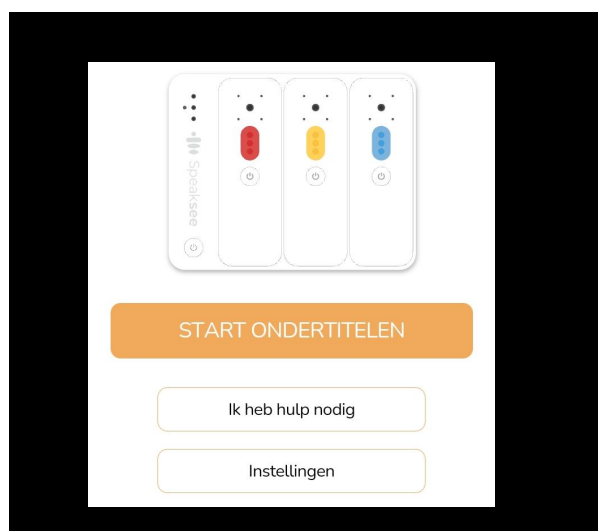 Speaksee
START ONDERTITELEN
Ik heb hulp nodig
Instellingen